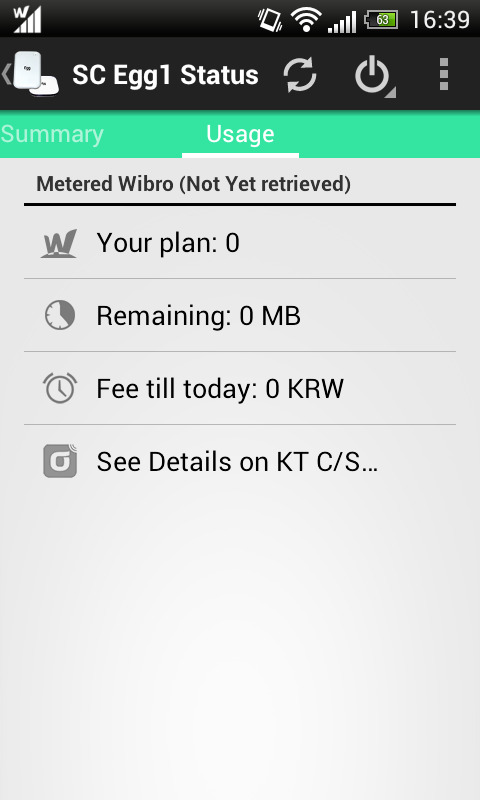 W 63 16:39
Egg SC Egg1 Status
Summary Usage
Metered Wibro (Not Yet retrieved)
Your plan: 0
Remaining: 0 MB
Fee till today: 0 KRW
See Details on KT C/S...